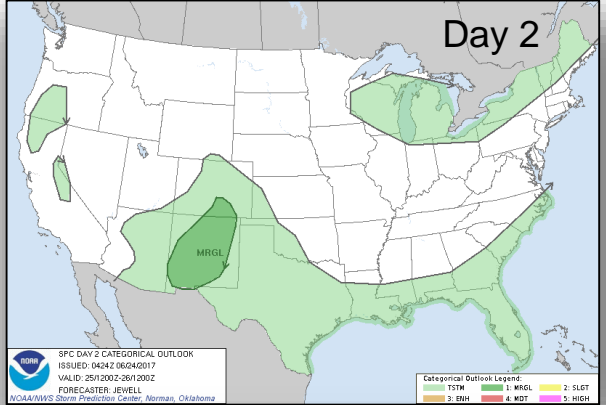 Day 2
MRGL
NOAA
SPC DAY 2 CATEGORICAL OUTLOOK
ISSUED: 0424Z 06/24/2017
VALID: 25/1200Z-26/1200Z
FORECASTER: JEWELL
NOAA/NWS Storm Prediction Center, Norman, Oklahoma
Categorical Outlook Legend:
TSTM 1: MRGL 2: SLGT
3: ENH 4: MDT 5: HIGH